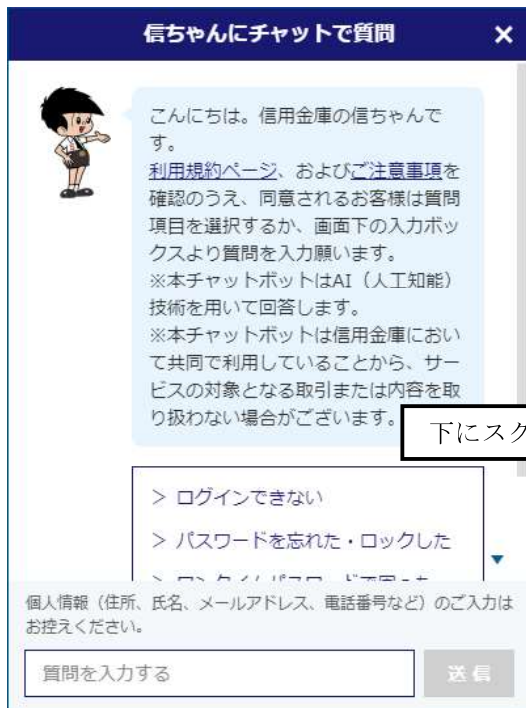 信ちゃんにチャットで質問 ×
こんにちは。信用金庫の信ちゃんで
す。
利用規約ページ、およびご注意事項を
確認のうえ、同意されるお客様は質問
項目を選択するか、画面下の入力ボッ
クスより質問を入力願います。
※本チャットボットはAI（人工知能）
技術を用いて回答します。
※本チャットボットは信用金庫におい
て共同で利用していることから、サー
ビスの対象となる取引または内容を取
り扱わない場合がございます。
下にスク
＞ ログインできない
＞ パスワードを忘れた・ロックした
個人情報（住所、氏名、メールアドレス、電話番号など）のご入力は
お控えください。
質問を入力する
送信